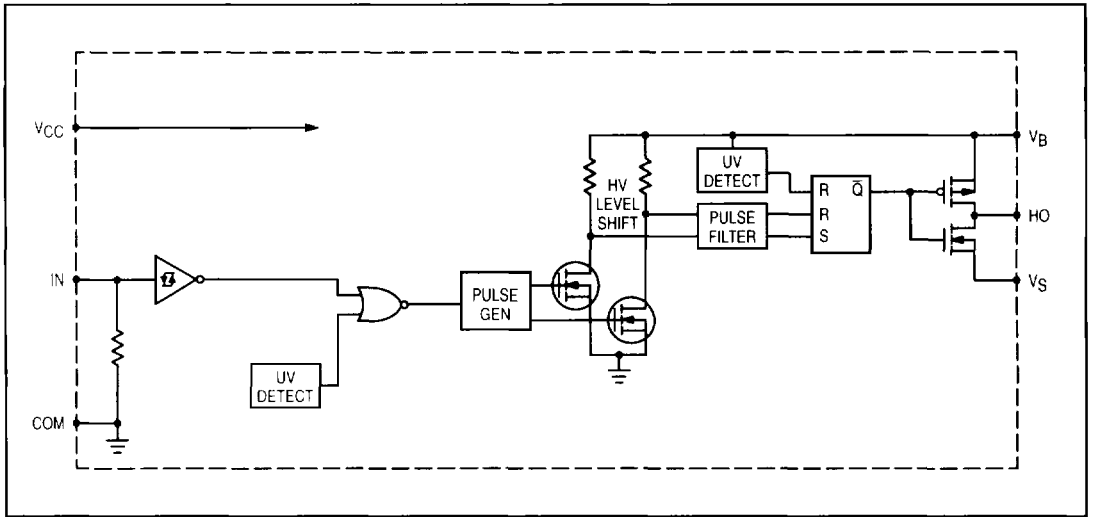 VCC
VB
UV
DETECT
HV
LEVEL
SHIFT
R Q̅
PULSE
FILTER
R
S
HO
IN
VS
PULSE
GEN
UV
DETECT
COM